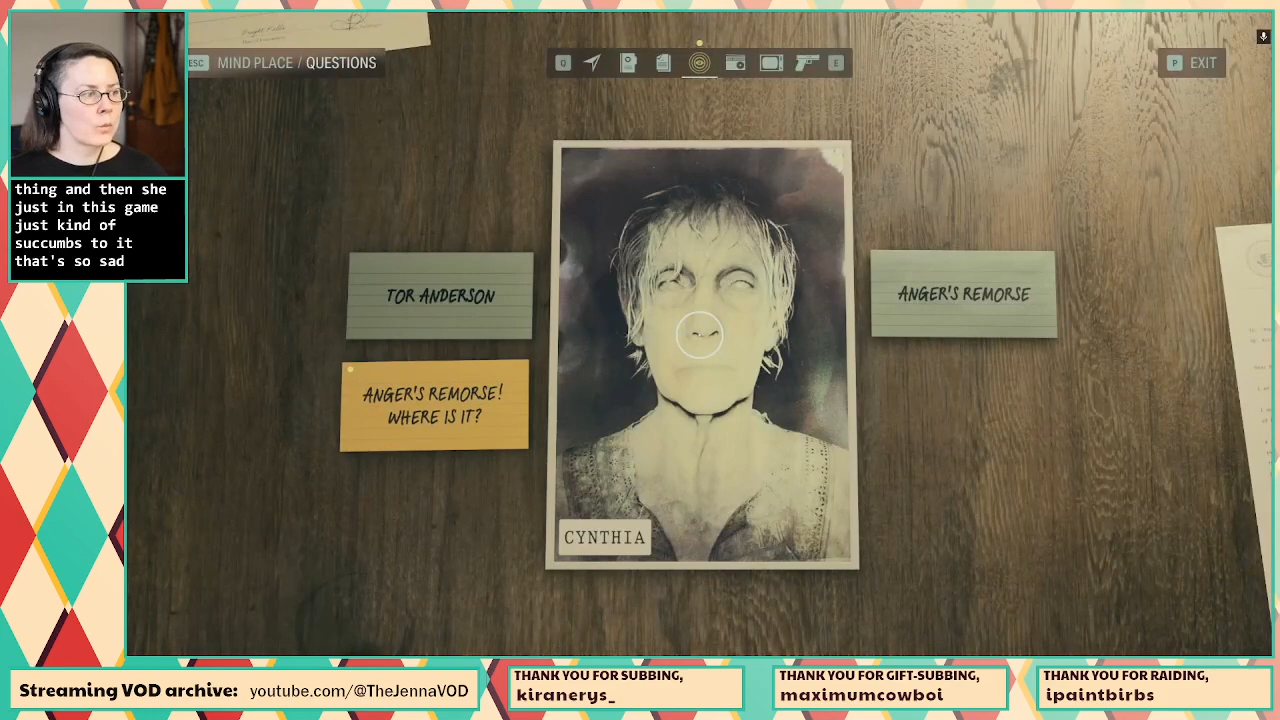 ESC MIND PLACE / QUESTIONS
Q
E
P EXIT
thing and then she
just in this game
just kind of
succumbs to it
that's so sad
TOR ANDERSON
ANGER'S REMORSE!
WHERE IS IT?
ANGER'S REMORSE
CYNTHIA
Streaming VOD archive: youtube.com/@TheJennaVOD
THANK YOU FOR SUBBING,
kiranerys_
THANK YOU FOR GIFT-SUBBING,
maximumcowboi
THANK YOU FOR RAIDING,
ipaintbirbs